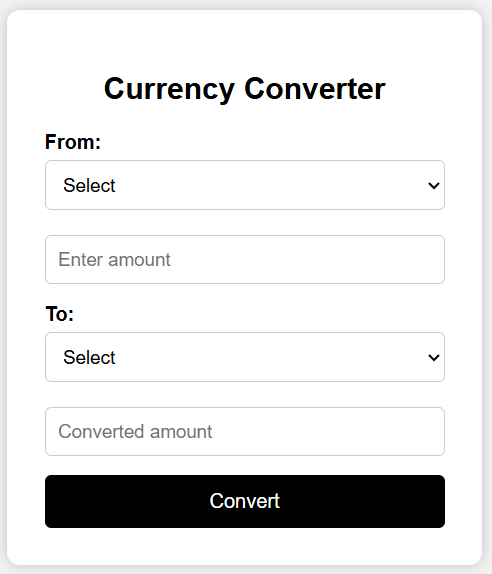 Currency Converter
From:
Select
Enter amount
To:
Select
Converted amount
Convert